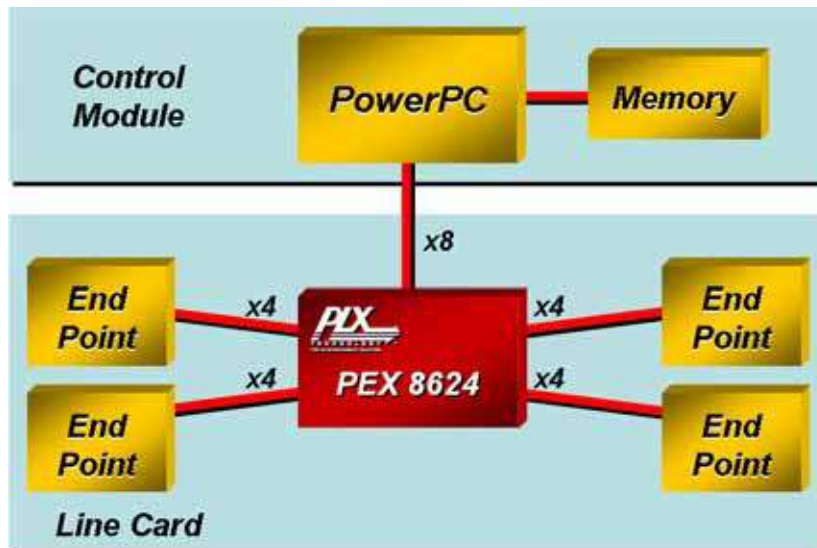 Control
Module
PowerPC
Memory
x8
End
Point
x4
x4
End
Point
PLX
TECHNOLOGY
PEX 8624
End
Point
x4
x4
End
Point
Line Card